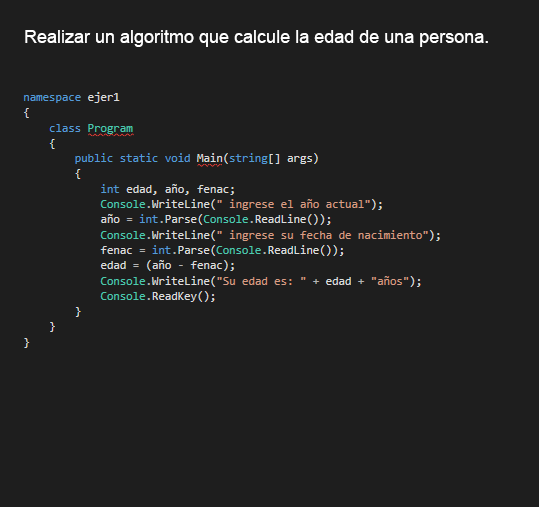 Realizar un algoritmo que calcule la edad de una persona.
namespace ejer1
{
    class Program
    {
        public static void Main(string[] args)
        {
            int edad, año, fenac;
            Console.WriteLine(" ingrese el año actual");
            año = int.Parse(Console.ReadLine());
            Console.WriteLine(" ingrese su fecha de nacimiento");
            fenac = int.Parse(Console.ReadLine());
            edad = (año - fenac);
            Console.WriteLine("Su edad es: " + edad + "años");
            Console.ReadKey();
        }
    }
}